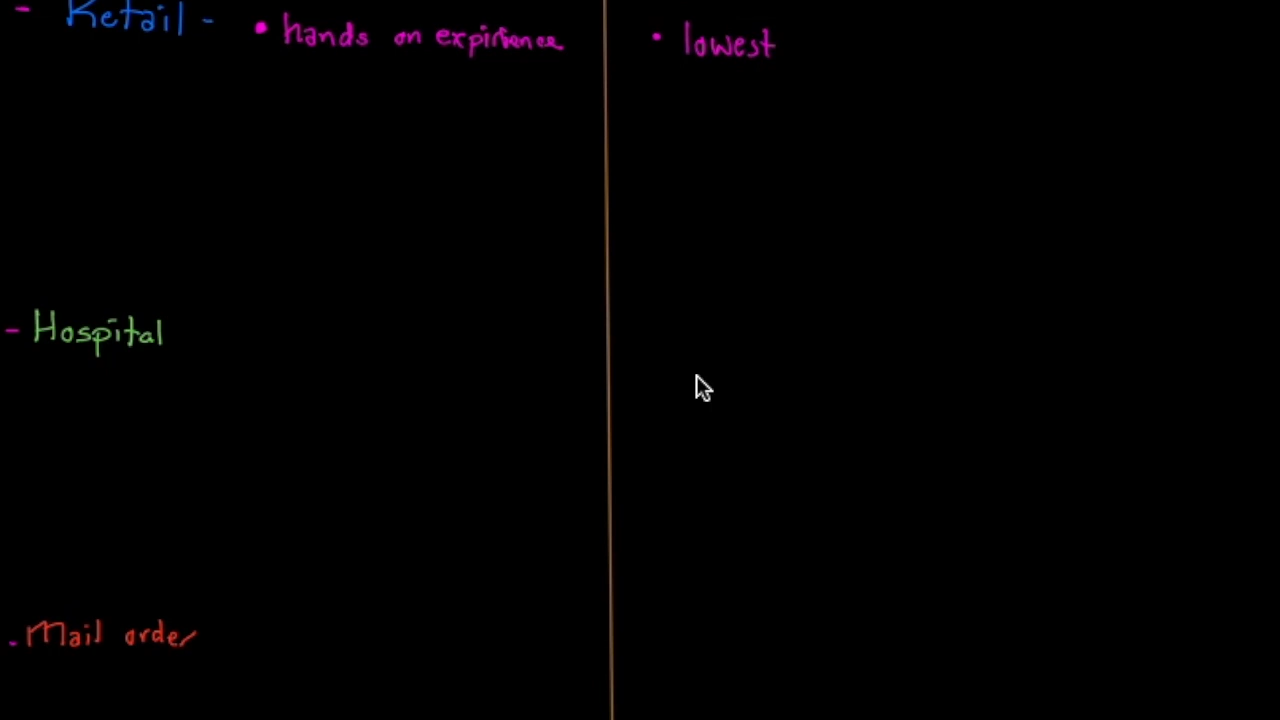 - Retail - • hands on expirience • lowest
- Hospital
- Mail order